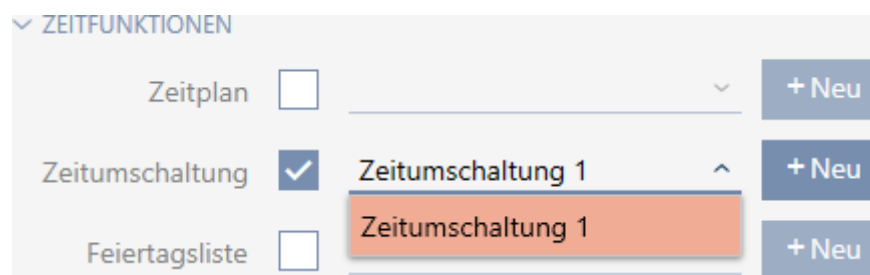 ZEITFUNKTIONEN
Zeitplan + Neu
Zeitumschaltung Zeitumschaltung 1 + Neu
Zeitumschaltung 1
Feiertagsliste + Neu